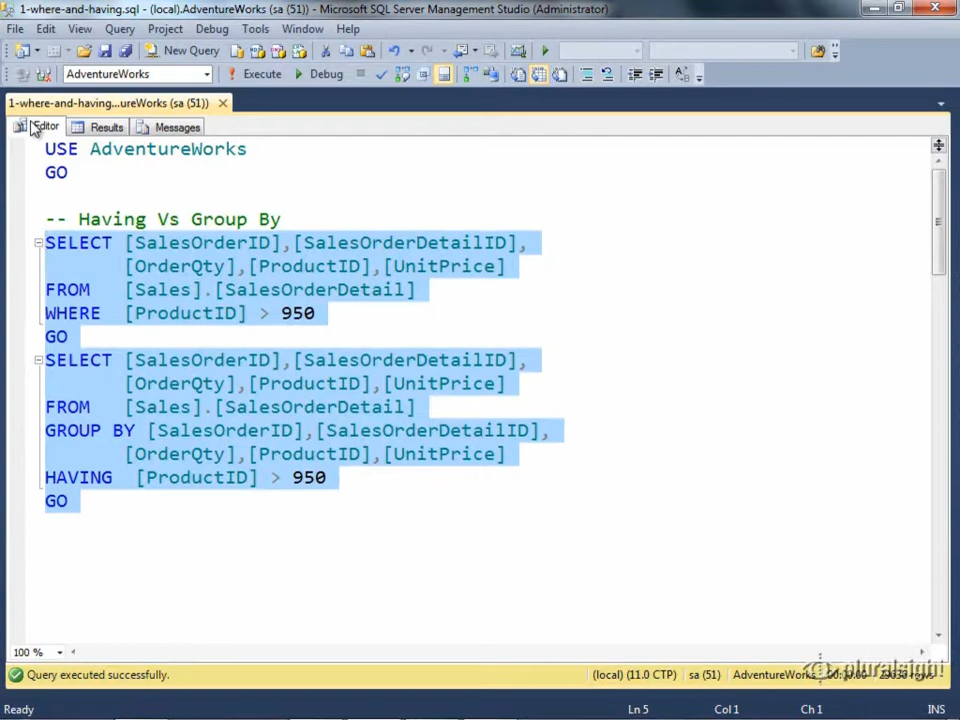 1-where-and-having.sql - (local).AdventureWorks (sa (51)) - Microsoft SQL Server Management Studio (Administrator)
File Edit View Query Project Debug Tools Window Help
New Query
AdventureWorks Execute Debug
1-where-and-having...ureWorks (sa (51))
Editor Results Messages
USE AdventureWorks
GO
-- Having Vs Group By
SELECT [SalesOrderID],[SalesOrderDetailID],
[OrderQty],[ProductID],[UnitPrice]
FROM [Sales].[SalesOrderDetail]
WHERE [ProductID] > 950
GO
SELECT [SalesOrderID],[SalesOrderDetailID],
[OrderQty],[ProductID],[UnitPrice]
FROM [Sales].[SalesOrderDetail]
GROUP BY [SalesOrderID],[SalesOrderDetailID],
[OrderQty],[ProductID],[UnitPrice]
HAVING [ProductID] > 950
GO
100 %
pluralsight
Query executed successfully. (local) (11.0 CTP) sa (51) AdventureWorks 00:00:00 rows
Ready Ln 5 Col 1 Ch 1 INS